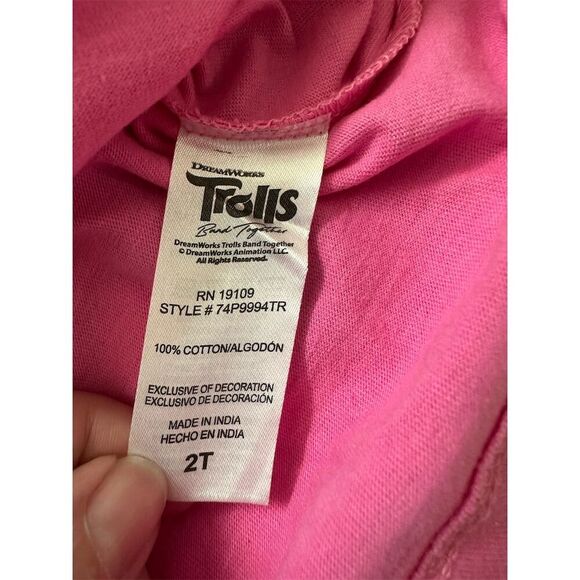 DREAMWORKS
Trolls
Band Together
DreamWorks Trolls Band Together
© DreamWorks Animation LLC.
All Rights Reserved.
RN 19109
STYLE # 74P9994TR
100% COTTON/ALGODÓN
EXCLUSIVE OF DECORATION
EXCLUSIVO DE DECORACIÓN
MADE IN INDIA
HECHO EN INDIA
2T